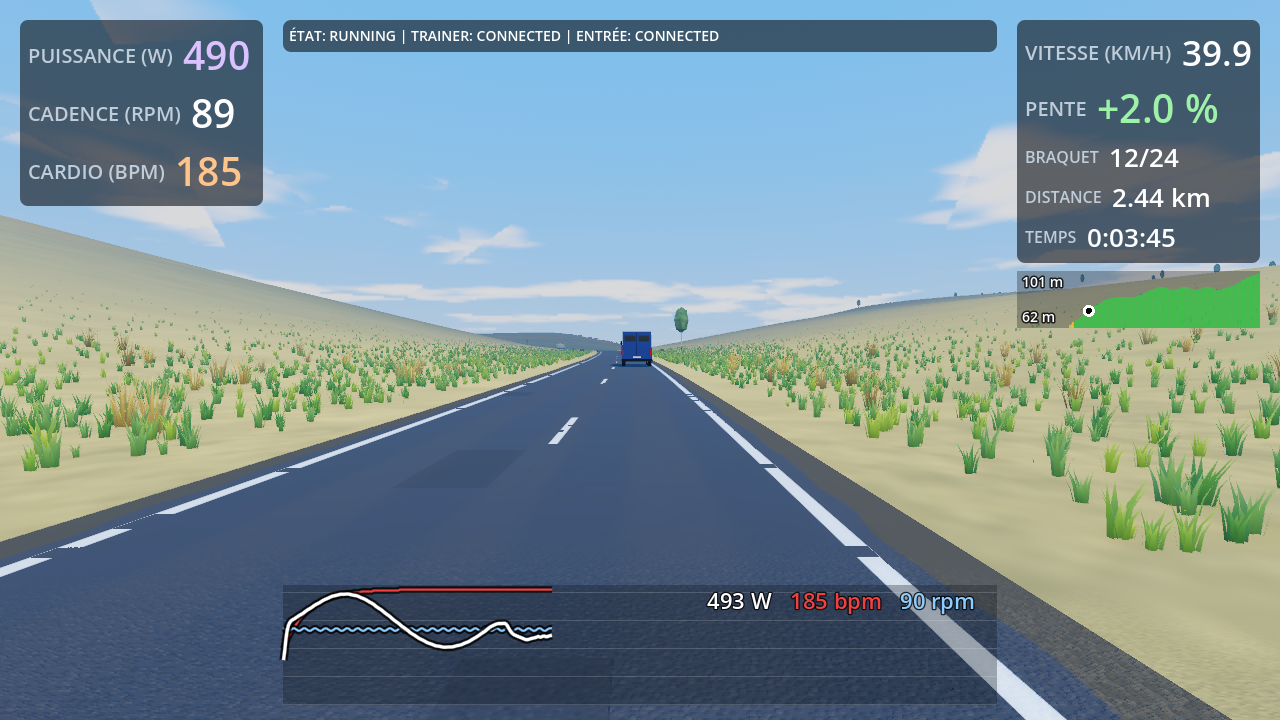 PUISSANCE (W) 490
CADENCE (RPM) 89
CARDIO (BPM) 185
ÉTAT: RUNNING | TRAINER: CONNECTED | ENTRÉE: CONNECTED
VITESSE (KM/H) 39.9
PENTE +2.0 %
BRAQUET 12/24
DISTANCE 2.44 km
TEMPS 0:03:45
101 m
62 m
493 W 185 bpm 90 rpm